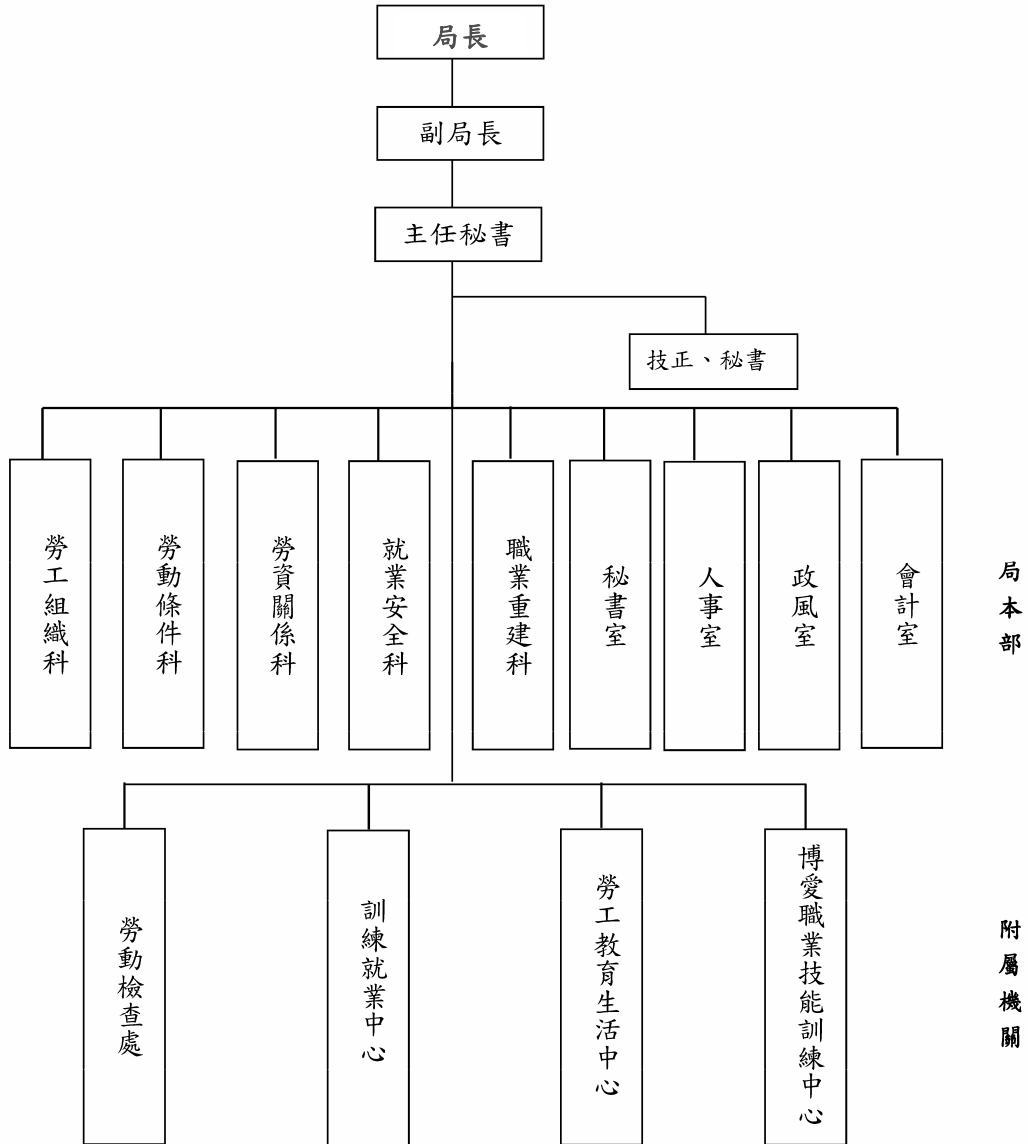 局長
副局長
主任秘書
技正、秘書
勞工組織科
勞動條件科
勞資關係科
就業安全科
職業重建科
秘書室
人事室
政風室
會計室
局本部
勞動檢查處
訓練就業中心
勞工教育生活中心
博愛職業技能訓練中心
附屬機關